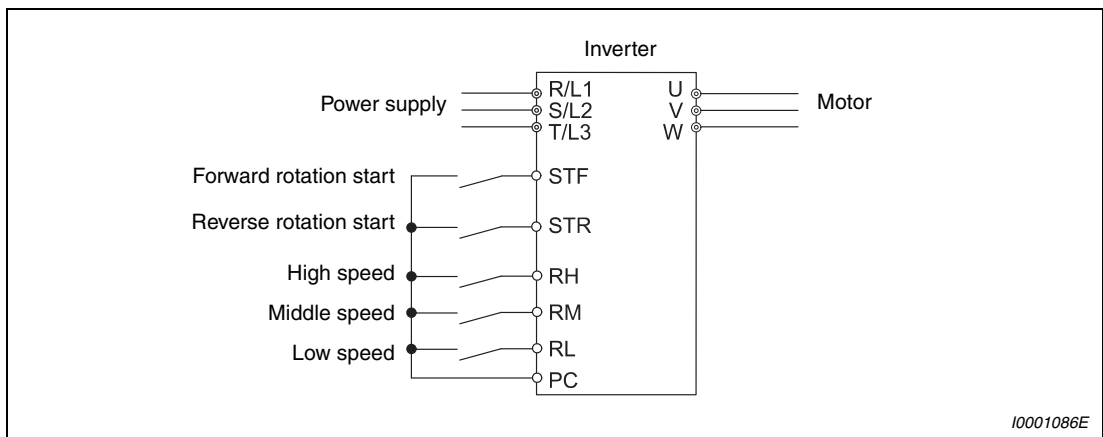 Inverter
Power supply
R/L1
S/L2
T/L3
U
V
W
Motor
Forward rotation start
STF
Reverse rotation start
STR
High speed
RH
Middle speed
RM
Low speed
RL
PC
I0001086E